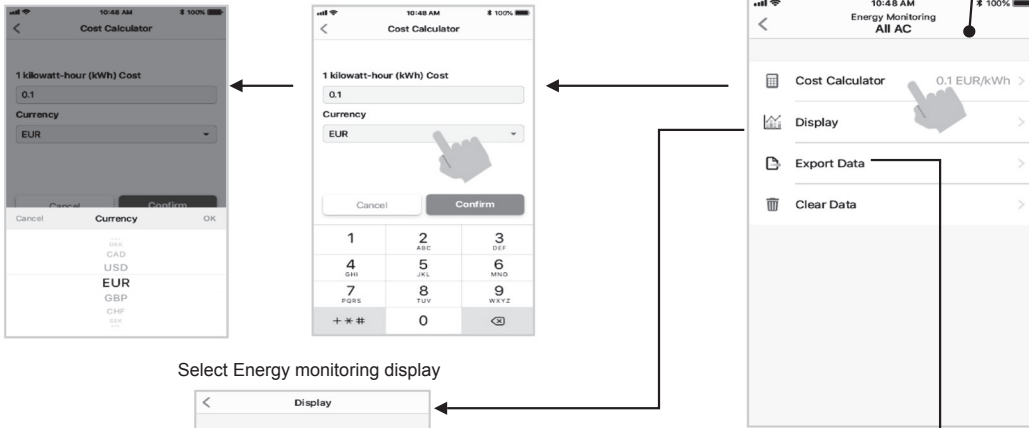 10:48 AM
100%
Cost Calculator
1 kilowatt-hour (kWh) Cost
0.1
Currency
EUR
Cancel
Confirm
Cancel
Currency
OK
DKK
CAD
USD
EUR
GBP
CHF
SEK
10:48 AM
100%
Cost Calculator
1 kilowatt-hour (kWh) Cost
0.1
Currency
EUR
Cancel
Confirm
1
2
ABC
3
DEF
4
GHI
5
JKL
6
MNO
7
PQRS
8
TUV
9
WXYZ
+*#
0
10:48 AM
100%
Energy Monitoring
All AC
Cost Calculator
0.1 EUR/kWh
Display
Export Data
Clear Data
Select Energy monitoring display
Display